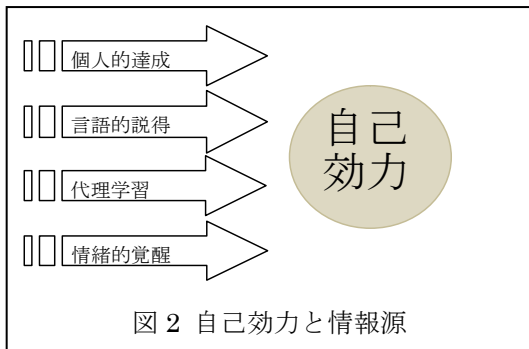 個人的達成
言語的説得
代理学習
情緒的覚醒
自己
効力
図 2 自己効力と情報源